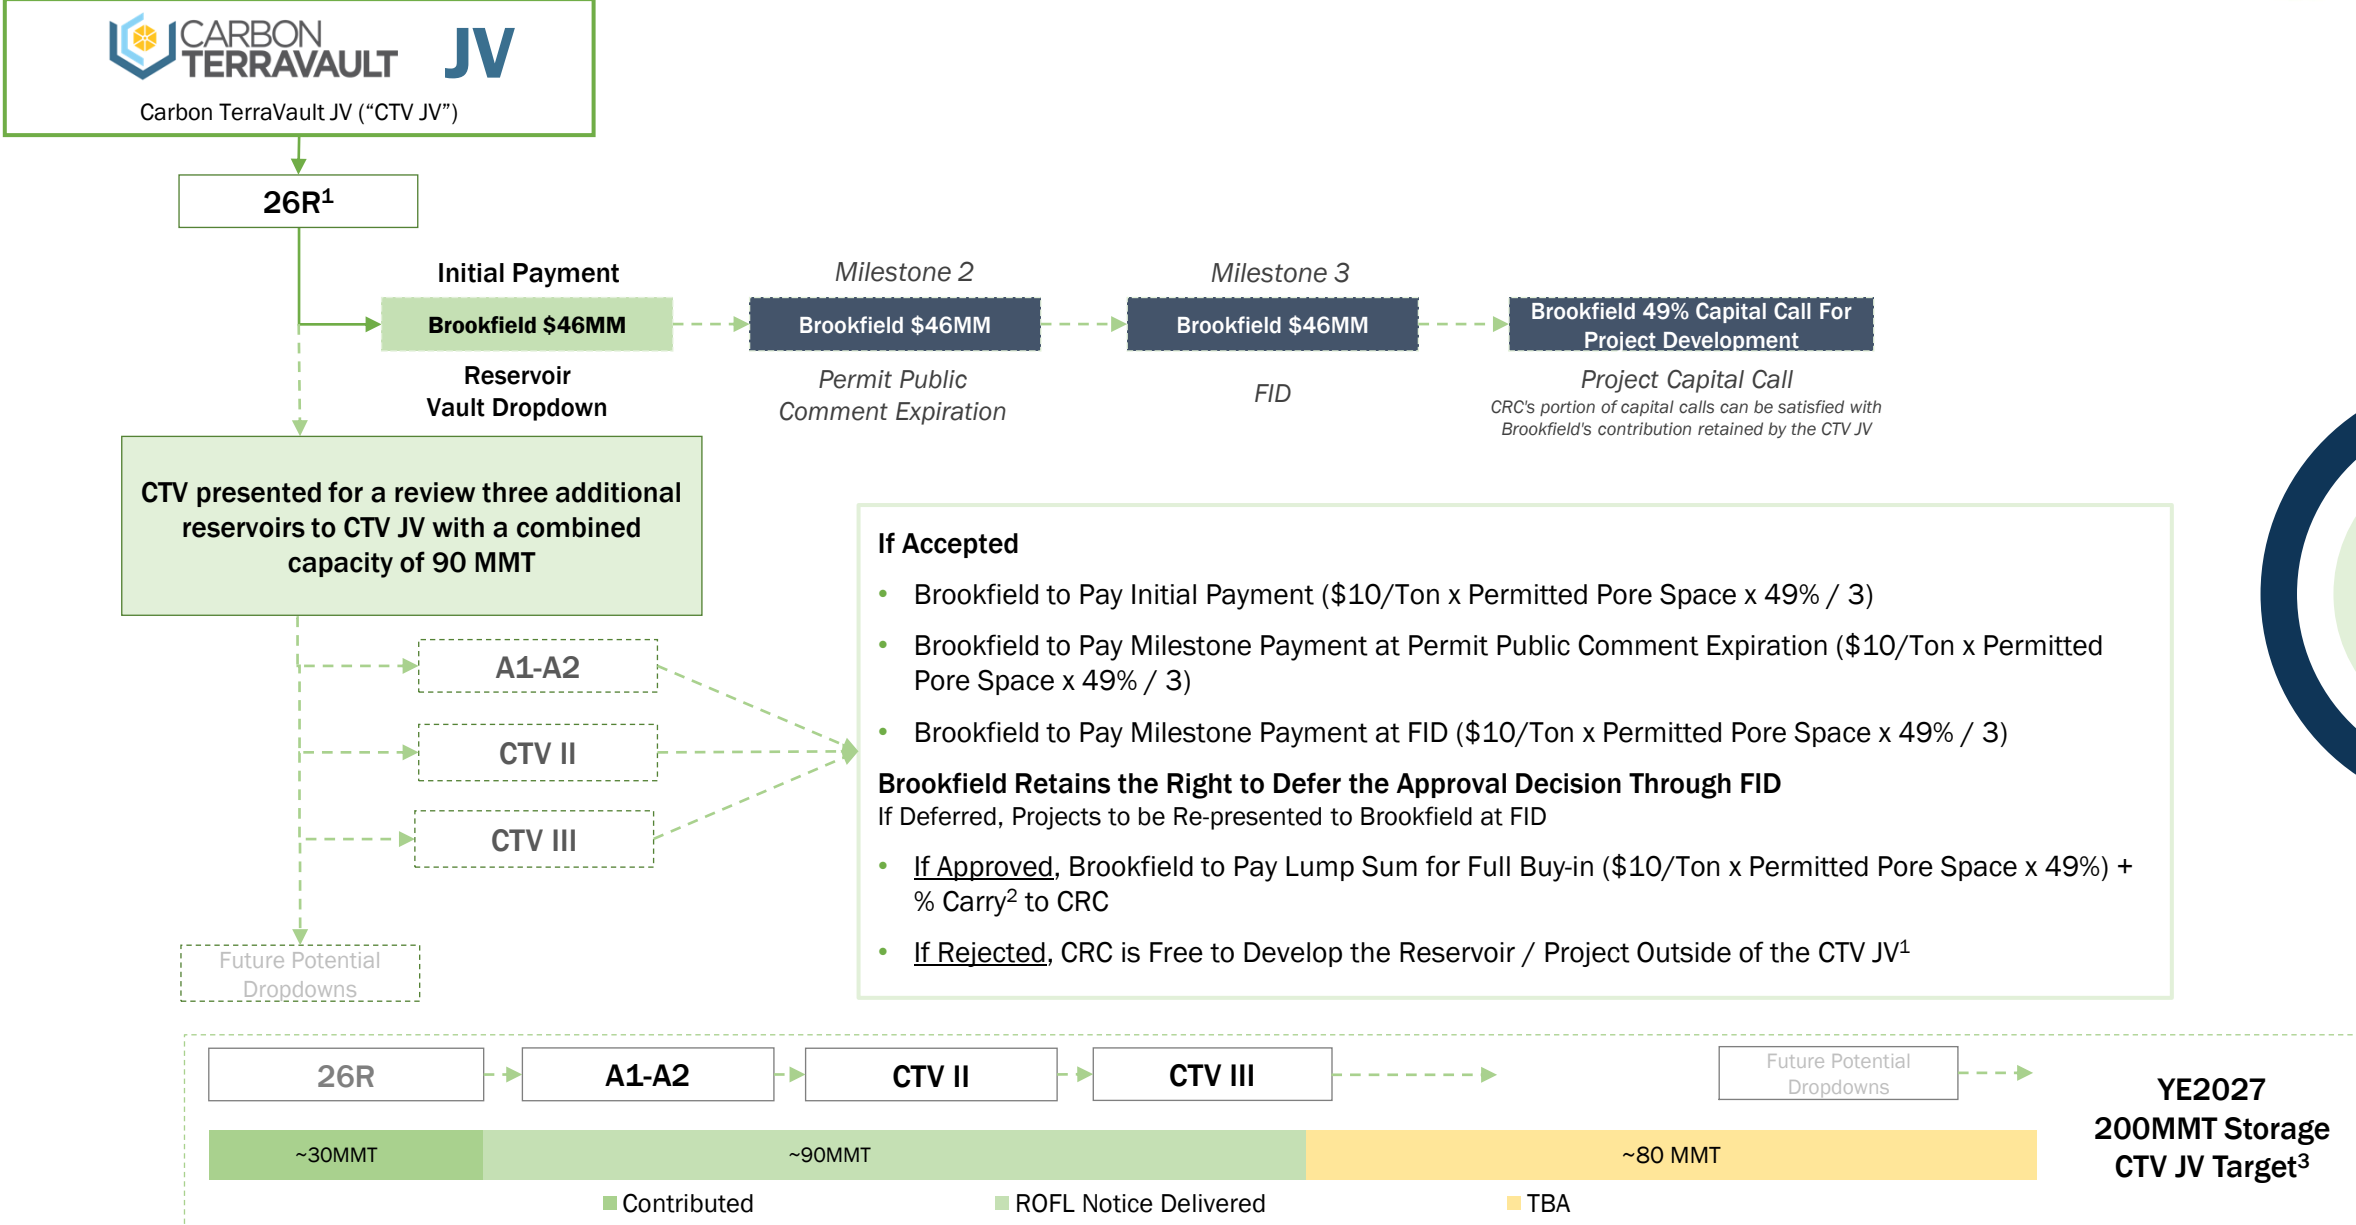 CARBON
TERRAVAULT
JV
Carbon TerraVault JV (“CTV JV”)
26R¹
Initial Payment
Milestone 2
Milestone 3
Brookfield $46MM
Brookfield $46MM
Brookfield $46MM
Brookfield 49% Capital Call For
Project Development
Reservoir
Vault Dropdown
Permit Public
Comment Expiration
FID
Project Capital Call
CRC's portion of capital calls can be satisfied with
Brookfield's contribution retained by the CTV JV
CTV presented for a review three additional
reservoirs to CTV JV with a combined
capacity of 90 MMT
A1-A2
CTV II
CTV III
Future Potential
Dropdowns
If Accepted
• Brookfield to Pay Initial Payment ($10/Ton x Permitted Pore Space x 49% / 3)
• Brookfield to Pay Milestone Payment at Permit Public Comment Expiration ($10/Ton x Permitted
Pore Space x 49% / 3)
• Brookfield to Pay Milestone Payment at FID ($10/Ton x Permitted Pore Space x 49% / 3)
Brookfield Retains the Right to Defer the Approval Decision Through FID
If Deferred, Projects to be Re-presented to Brookfield at FID
• If Approved, Brookfield to Pay Lump Sum for Full Buy-in ($10/Ton x Permitted Pore Space x 49%) +
% Carry² to CRC
• If Rejected, CRC is Free to Develop the Reservoir / Project Outside of the CTV JV¹
26R
A1-A2
CTV II
CTV III
Future Potential
Dropdowns
YE2027
200MMT Storage
CTV JV Target³
~30MMT
~90MMT
~80 MMT
Contributed
ROFL Notice Delivered
TBA